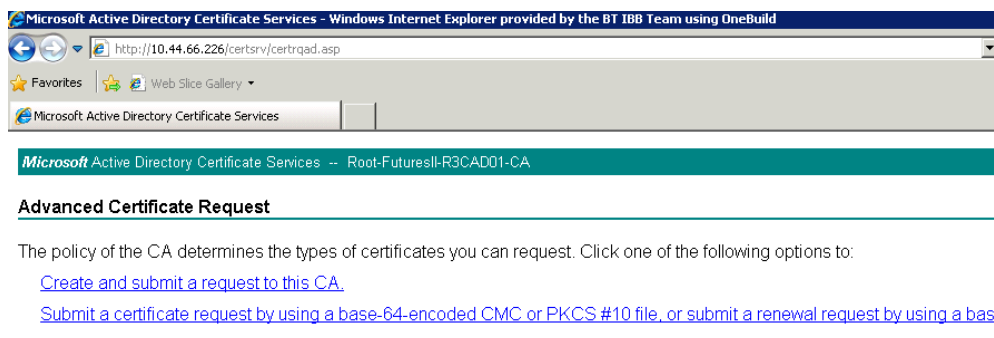 Microsoft Active Directory Certificate Services - Windows Internet Explorer provided by the BT IBB Team using OneBuild
http://10.44.66.226/certsrv/certrqad.asp
Favorites Web Slice Gallery
Microsoft Active Directory Certificate Services
Microsoft Active Directory Certificate Services -- Root-FuturesII-R3CAD01-CA
Advanced Certificate Request
The policy of the CA determines the types of certificates you can request. Click one of the following options to:
Create and submit a request to this CA.
Submit a certificate request by using a base-64-encoded CMC or PKCS #10 file, or submit a renewal request by using a bas